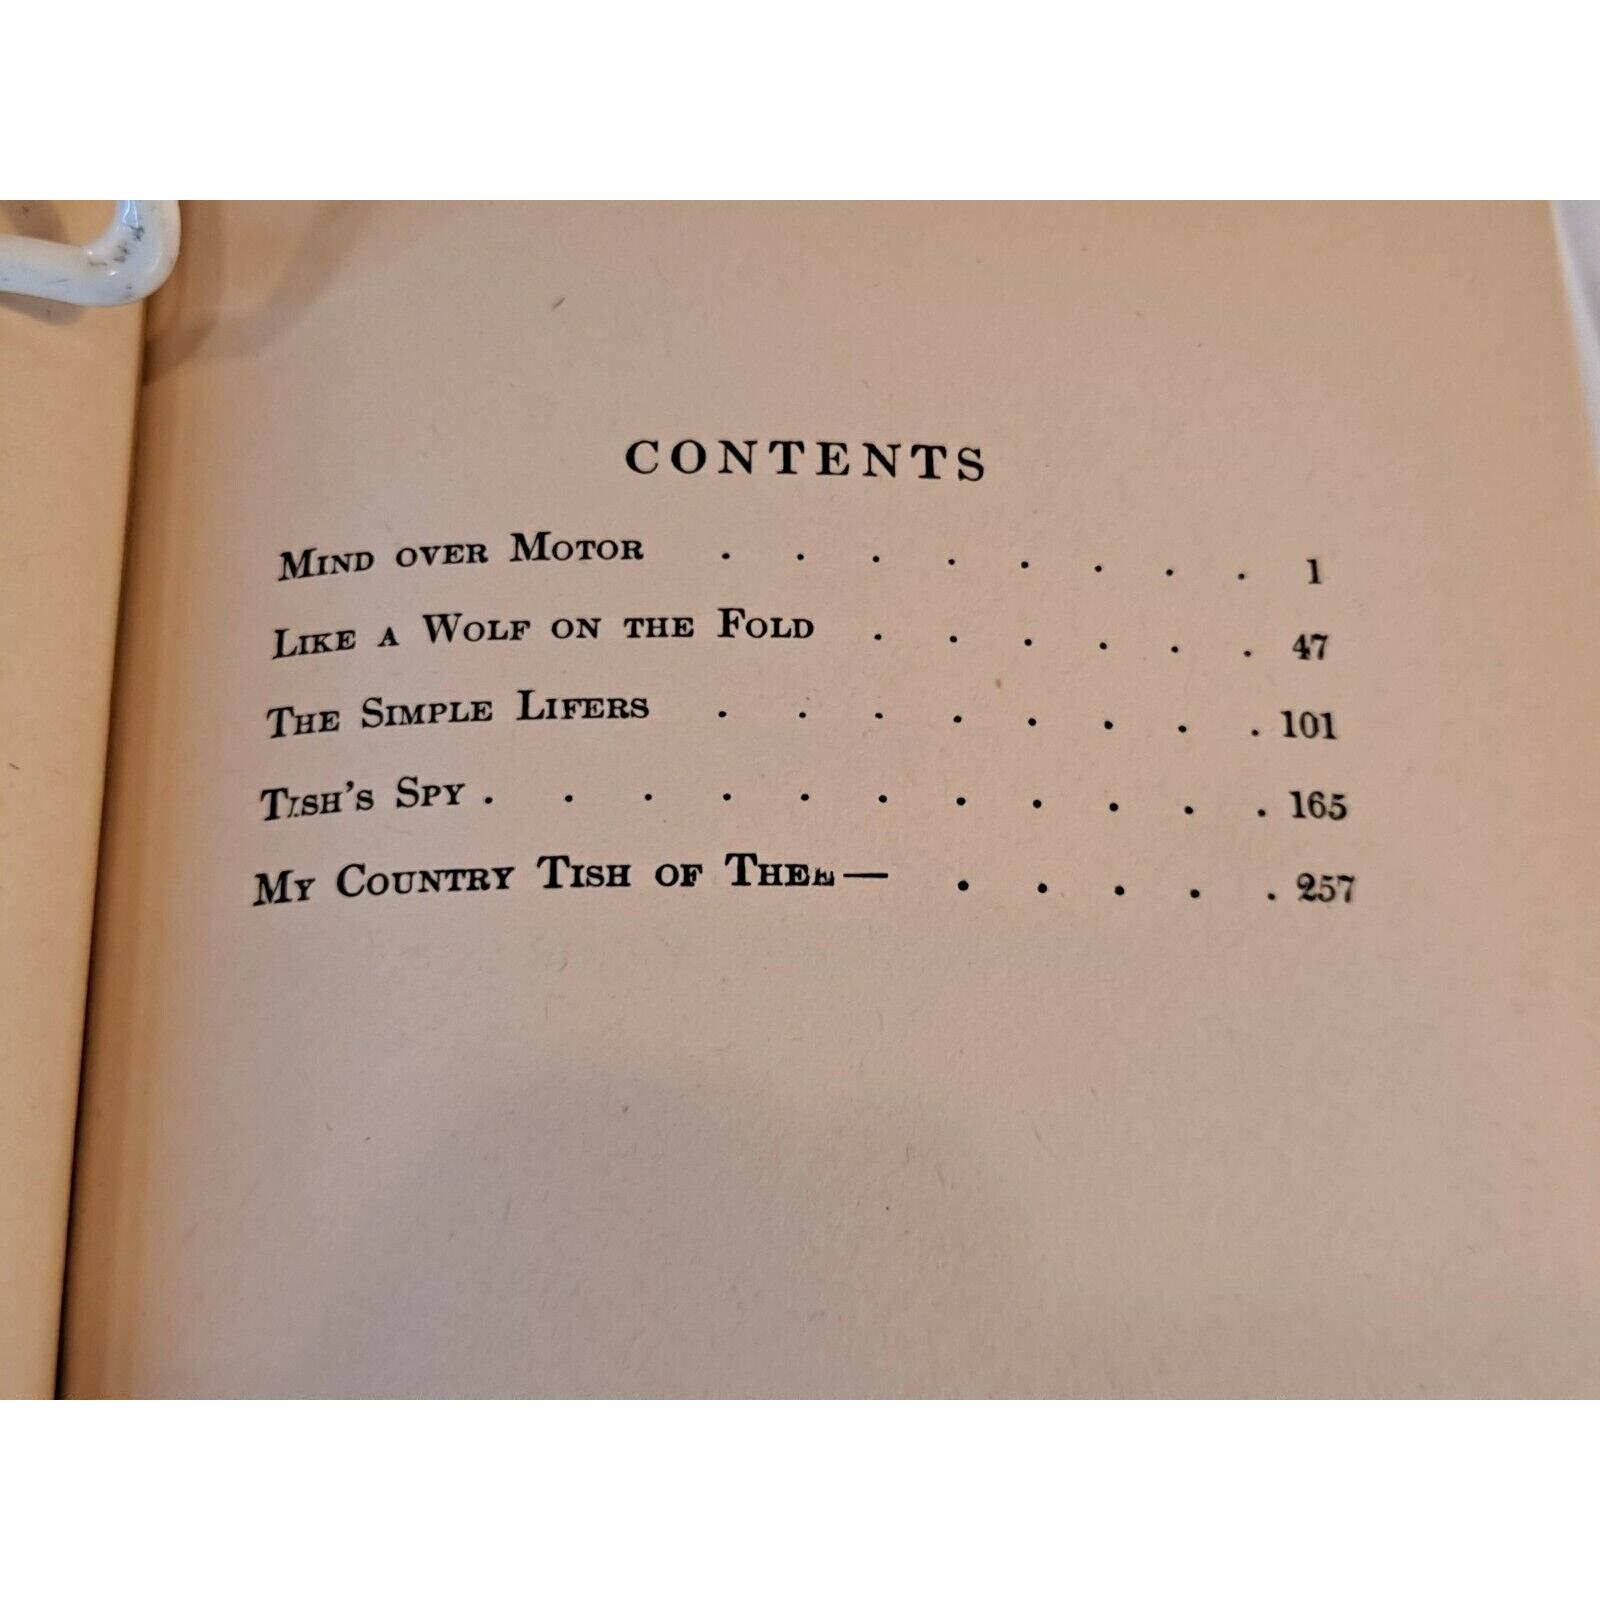 CONTENTS
MIND OVER MOTOR . . . . . . . . 1
LIKE A WOLF ON THE FOLD . . . . . . 47
THE SIMPLE LIFERS . . . . . . . . 101
TISH'S SPY . . . . . . . . . . . 165
MY COUNTRY TISH OF THEE— . . . . . 257